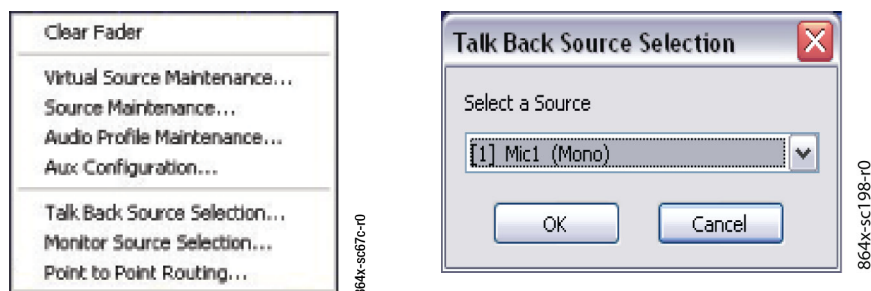 Clear Fader
Virtual Source Maintenance...
Source Maintenance...
Audio Profile Maintenance...
Aux Configuration...
Talk Back Source Selection...
Monitor Source Selection...
Point to Point Routing...
864x-sc67c-r0
Talk Back Source Selection
Select a Source
[1] Mic1 (Mono)
OK
Cancel
864x-sc198-r0